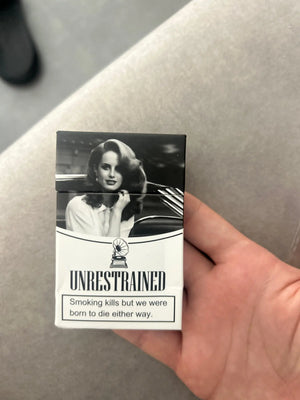 UNRESTRAINED
Smoking kills but we were
born to die either way.